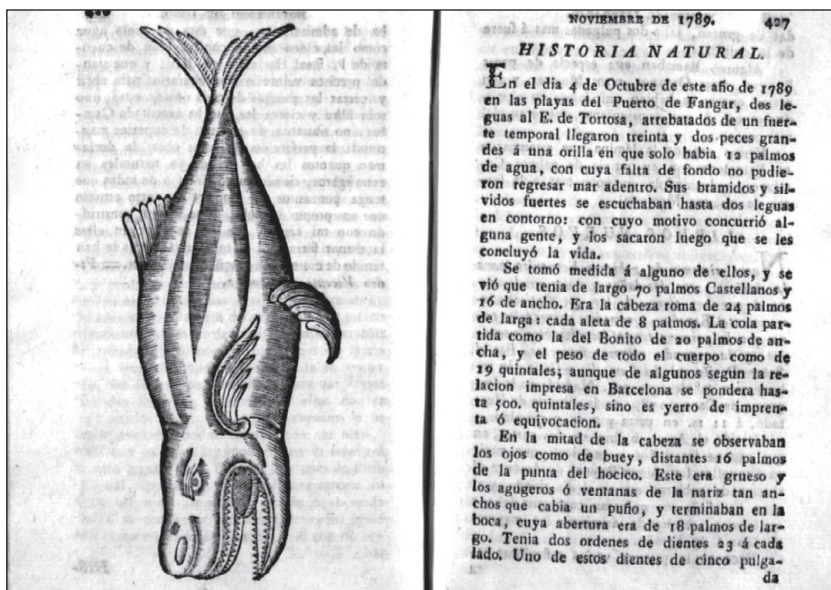 NOVIEMBRE DE 1789. 427
HISTORIA NATURAL.
En el dia 4 de Octubre de este año de 1789
en las playas del Puerto de Fangar, dos le-
guas al E. de Tortosa, arrebatados de un fuer-
te temporal llegaron treinta y dos peces gran-
des á una orilla en que solo habia 12 palmos
de agua, con cuya falta de fondo no pudie-
ron regresar mar adentro. Sus bramidos y sil-
vidos fuertes se escuchaban hasta dos leguas
en contorno: con cuyo motivo concurrió al-
guna gente, y los sacaron luego que se les
concluyó la vida.
Se tomó medida á alguno de ellos, y se
vió que tenia de largo 70 palmos Castellanos y
16 de ancho. Era la cabeza roma de 24 palmos
de larga: cada aleta de 8 palmos. La cola par-
tida como la del Bonito de 20 palmos de an-
cha, y el peso de todo el cuerpo como de
19 quintales; aunque de algunos segun la re-
lacion impresa en Barcelona se pondera has-
ta 500. quintales, sino es yerro de impren-
ta ó equivocacion.
En la mitad de la cabeza se observaban
los ojos como de buey, distantes 16 palmos
de la punta del hocico. Este era grueso y
los agugeros ó ventanas de la nariz tan an-
chos que cabia un puño, y terminaban en la
boca, cuya abertura era de 18 palmos de lar-
go. Tenia dos ordenes de dientes 23 á cada
lado. Uno de estos dientes de cinco pulga-
da